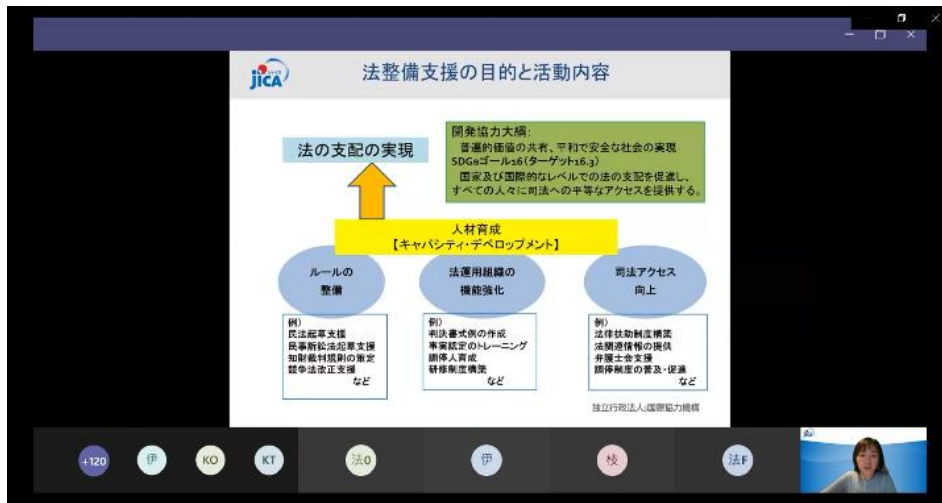 JICA
法整備支援の目的と活動内容
法の支配の実現
開発協力大綱:
普遍的価値の共有、平和で安全な社会の実現
SDGsゴール16(ターゲット16.3)
国家及び国際的なレベルでの法の支配を促進し、
すべての人々に司法への平等なアクセスを提供する。
人材育成
【キャパシティ・デベロップメント】
ルールの
整備
法運用組織の
機能強化
司法アクセス
向上
例)
民法起草支援
民事訴訟法起草支援
知財裁判規則の策定
競争法改正支援
など
例)
判決書式例の作成
事実認定のトレーニング
調停人育成
研修制度構築
など
例)
法律扶助制度構築
法関連情報の提供
弁護士会支援
調停制度の普及・促進
など
独立行政法人国際協力機構
+120
伊
KO
KT
法0
伊
枝
法F